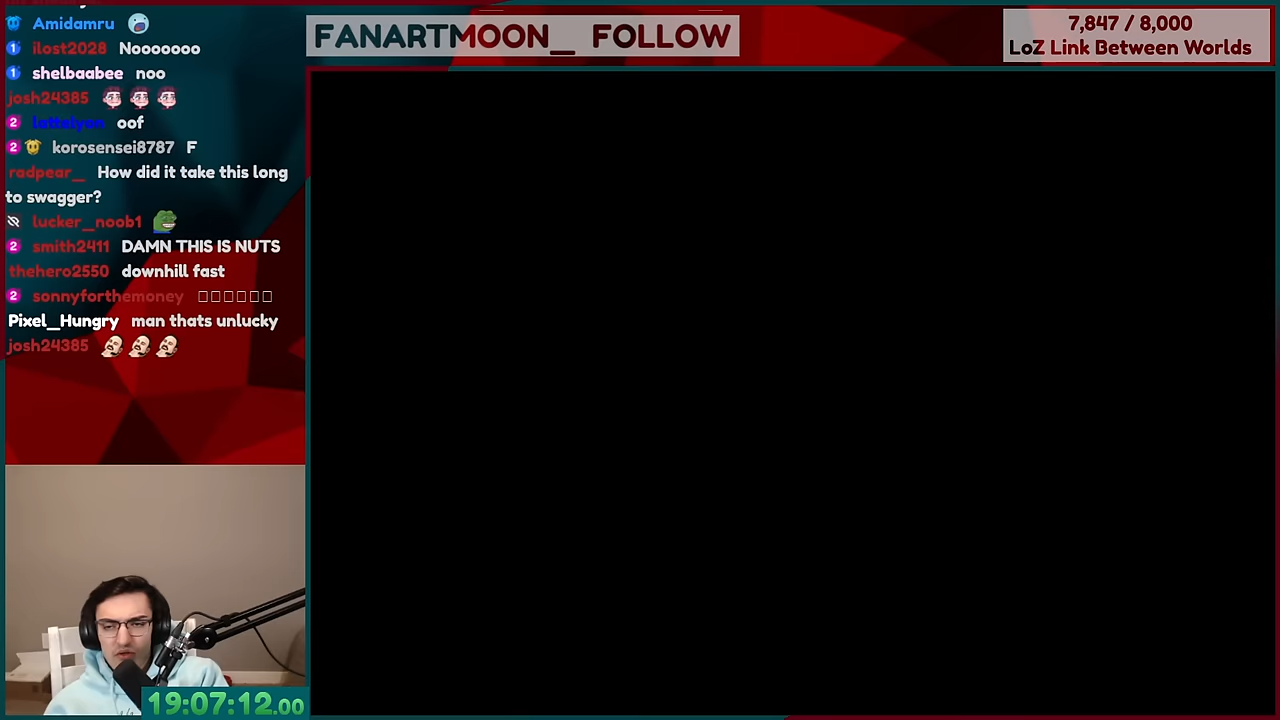 Amidamru
ilost2028 Nooooooo
shelbaabee noo
josh24385
lattelyon oof
korosensei8787 F
radpear_ How did it take this long
to swagger?
lucker_noob1
smith2411 DAMN THIS IS NUTS
thehero2550 downhill fast
sonnyforthemoney □□□□□□
Pixel_Hungry man thats unlucky
josh24385
FANARTMOON_ FOLLOW
7,847 / 8,000
LoZ Link Between Worlds
19:07:12.00